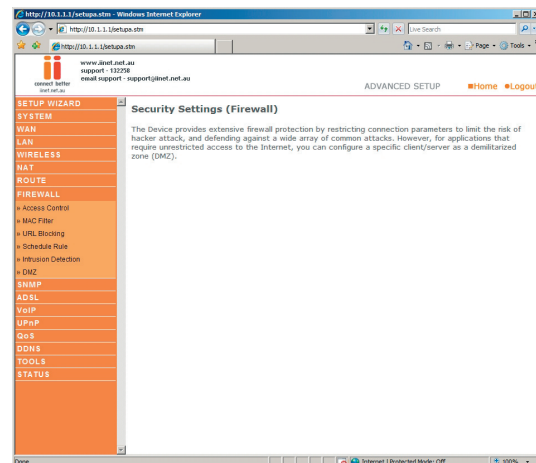 http://10.1.1.1/setupa.stm - Windows Internet Explorer
http://10.1.1.1/setupa.stm
Live Search
http://10.1.1.1/setupa.stm
Page
Tools
www.iinet.net.au
support - 132258
email support - support@iinet.net.au
connect better
iinet.net.au
ADVANCED SETUP
Home
Logout
SETUP WIZARD
SYSTEM
WAN
LAN
WIRELESS
NAT
ROUTE
FIREWALL
» Access Control
» MAC Filter
» URL Blocking
» Schedule Rule
» Intrusion Detection
» DMZ
SNMP
ADSL
VoIP
UPnP
QoS
DDNS
TOOLS
STATUS
Security Settings (Firewall)
The Device provides extensive firewall protection by restricting connection parameters to limit the risk of
hacker attack, and defending against a wide array of common attacks. However, for applications that
require unrestricted access to the Internet, you can configure a specific client/server as a demilitarized
zone (DMZ).
Done
Internet | Protected Mode: Off
100%